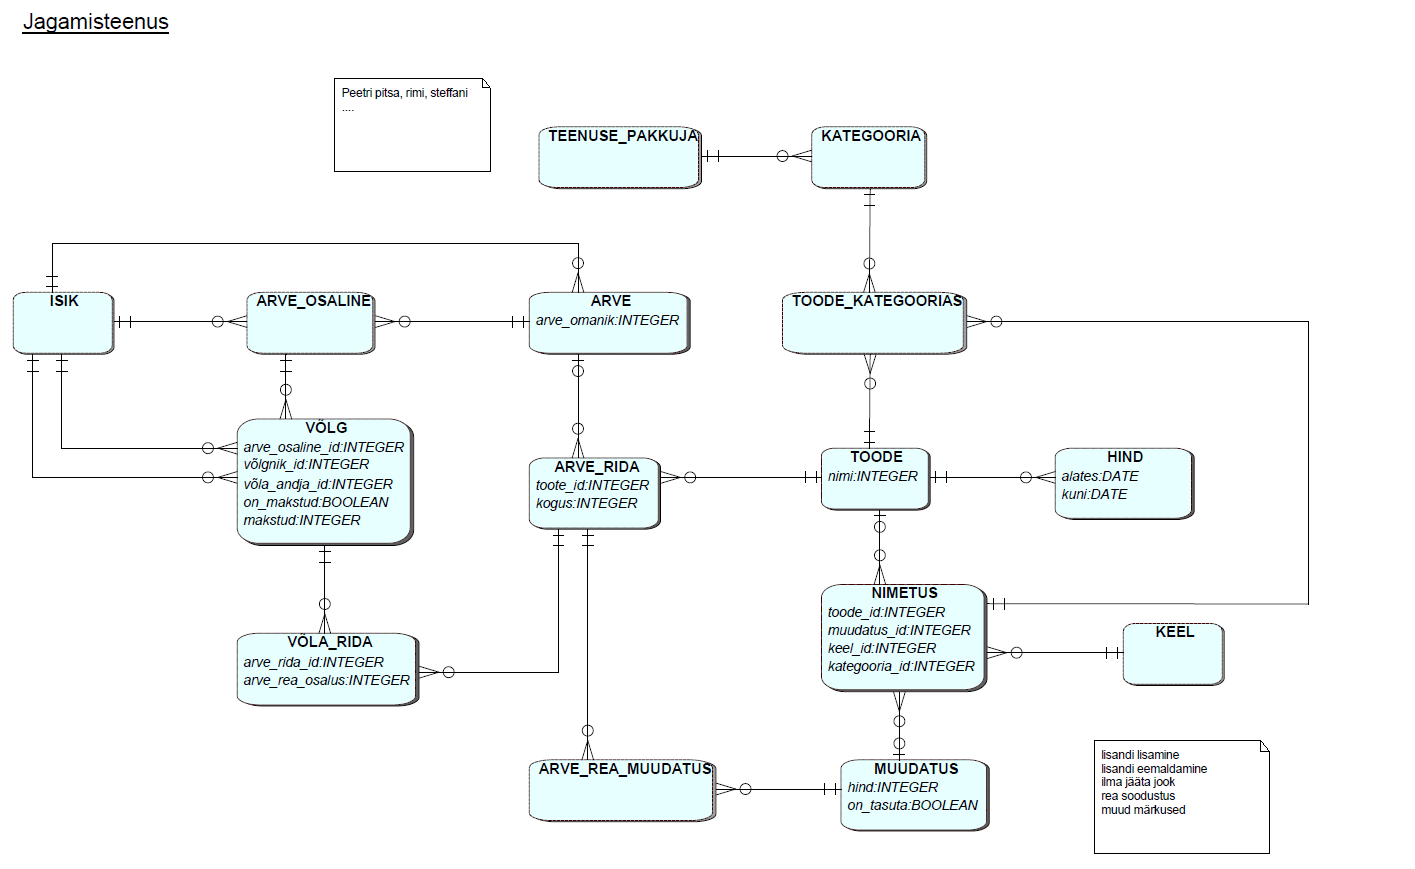 Jagamisteenus
Peetri pitsa, rimi, steffani
....
TEENUSE_PAKKUJA
KATEGOORIA
ISIK
ARVE_OSALINE
ARVE
arve_omanik:INTEGER
TOODE_KATEGOORIAS
VÕLG
arve_osaline_id:INTEGER
võlgnik_id:INTEGER
võla_andja_id:INTEGER
on_makstud:BOOLEAN
makstud:INTEGER
ARVE_RIDA
toote_id:INTEGER
kogus:INTEGER
TOODE
nimi:INTEGER
HIND
alates:DATE
kuni:DATE
NIMETUS
toode_id:INTEGER
muudatus_id:INTEGER
keel_id:INTEGER
kategooria_id:INTEGER
KEEL
VÕLA_RIDA
arve_rida_id:INTEGER
arve_rea_osalus:INTEGER
ARVE_REA_MUUDATUS
MUUDATUS
hind:INTEGER
on_tasuta:BOOLEAN
lisandi lisamine
lisandi eemaldamine
ilma jääta jook
rea soodustus
muud märkused